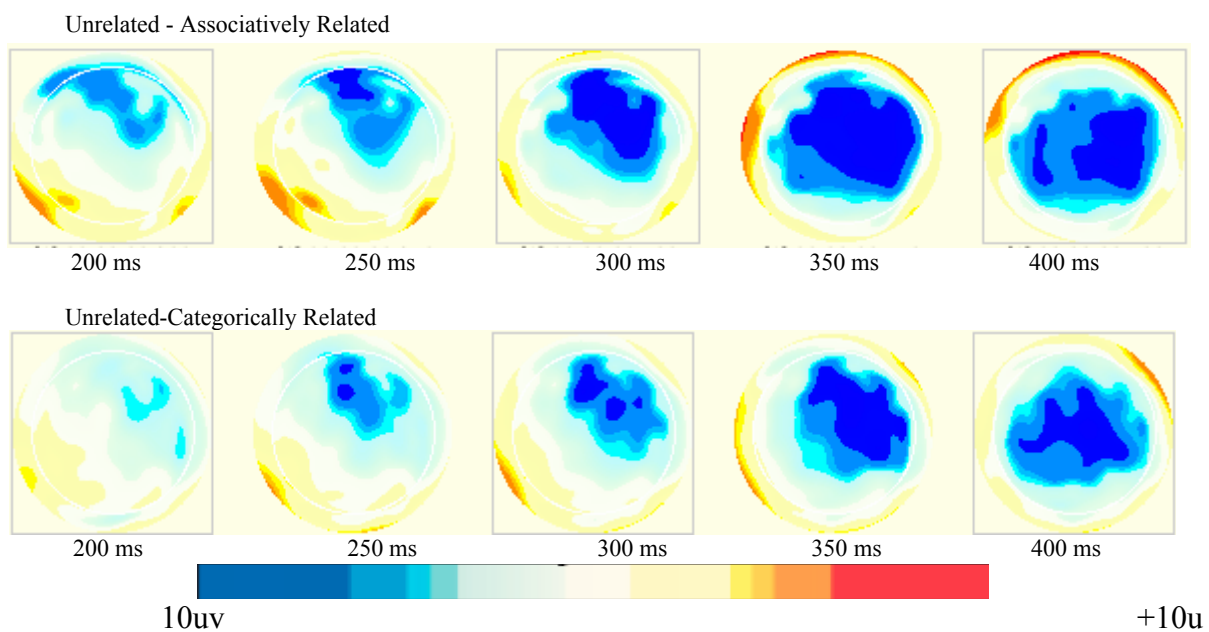 Unrelated - Associatively Related
200 ms 250 ms 300 ms 350 ms 400 ms
Unrelated-Categorically Related
200 ms 250 ms 300 ms 350 ms 400 ms
10uv +10u